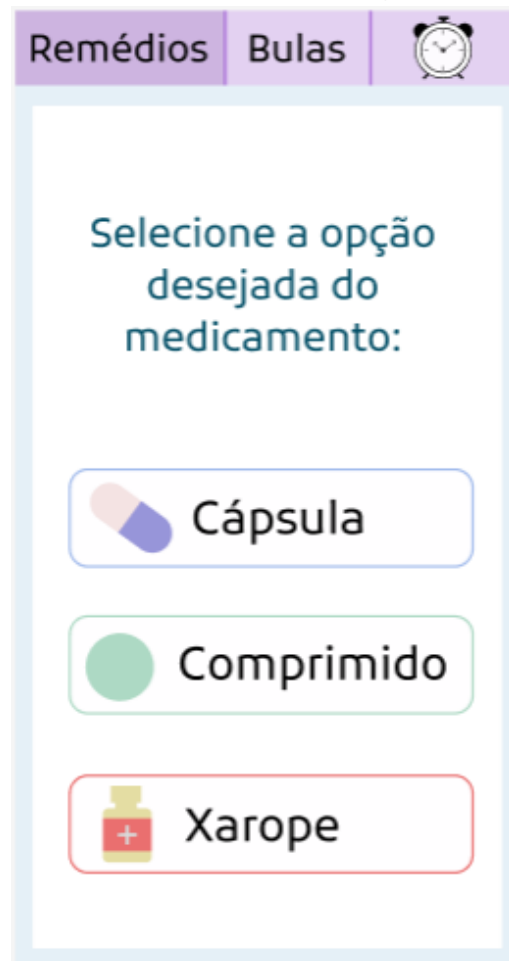 Remédios Bulas
Selecione a opção
desejada do
medicamento:
Cápsula
Comprimido
Xarope